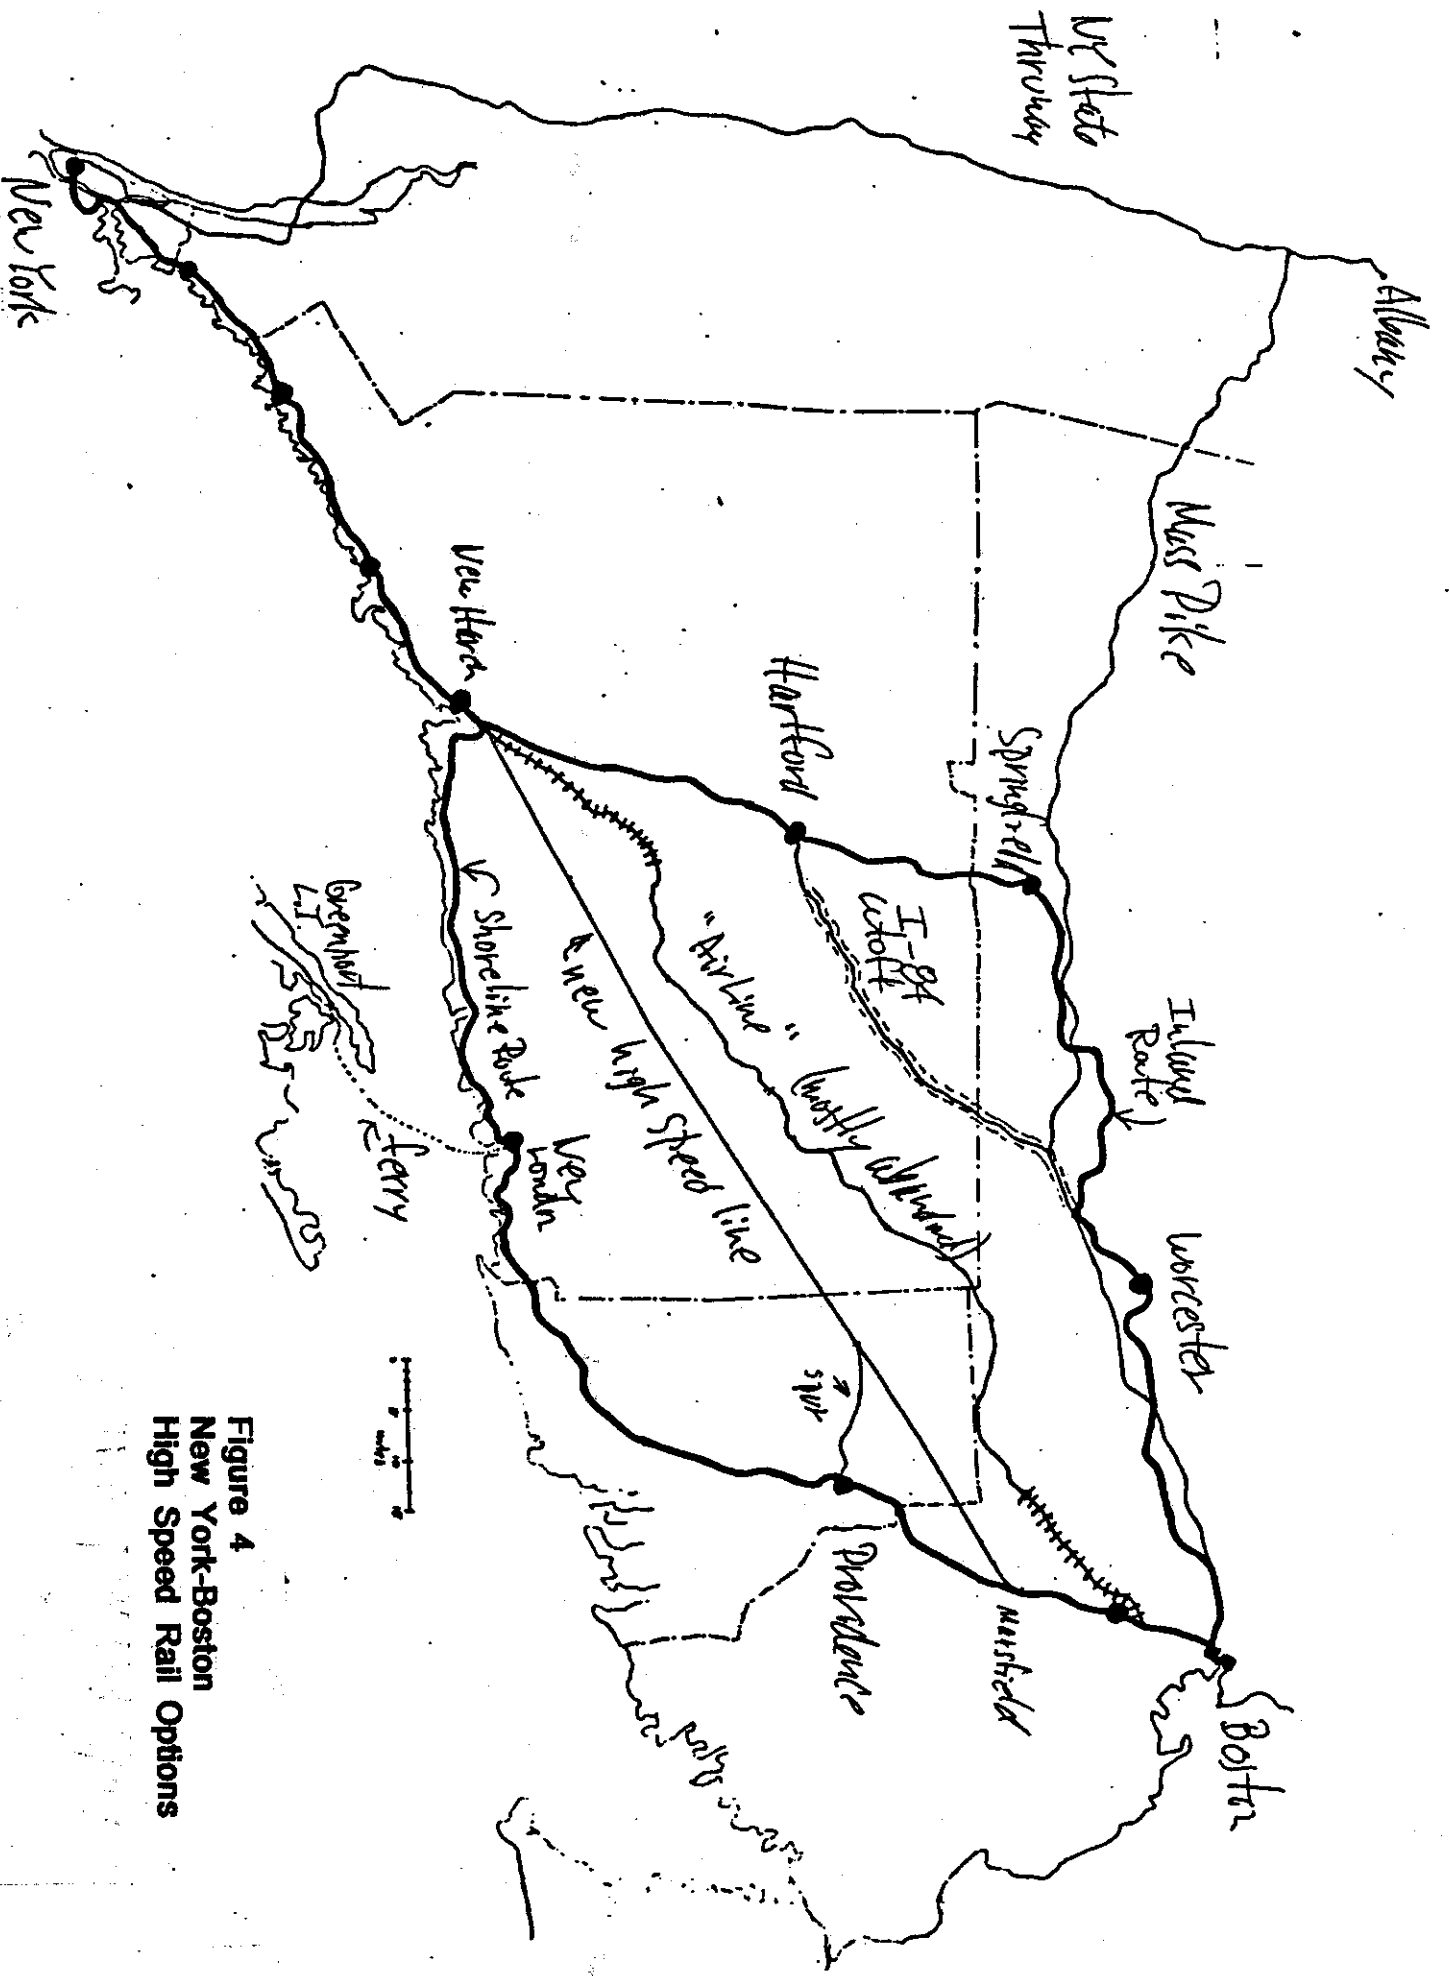 NY State
Thruway
Albany
Mass Pike
New York
New Haven
Hartford
Springfield
I-84
cutoff
Inland
Route
Worcester
"AirLine" (mostly abandoned)
new high speed line
Shoreline Route
Greenport
L.I.
ferry
New
London
spur
Providence
Mansfield
Boston
miles
Figure 4
New York-Boston
High Speed Rail Options